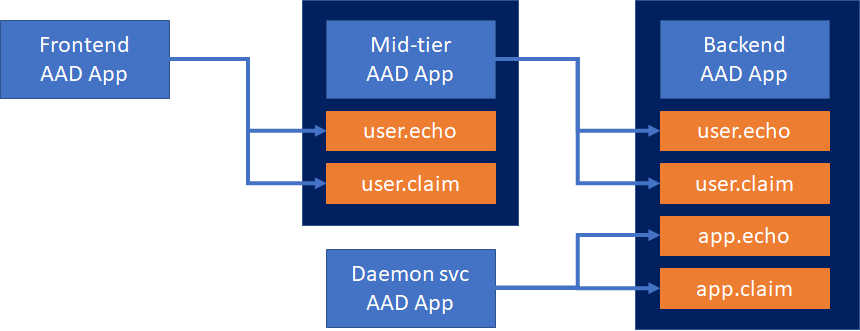 Frontend
AAD App
Mid-tier
AAD App
user.echo
user.claim
Daemon svc
AAD App
Backend
AAD App
user.echo
user.claim
app.echo
app.claim